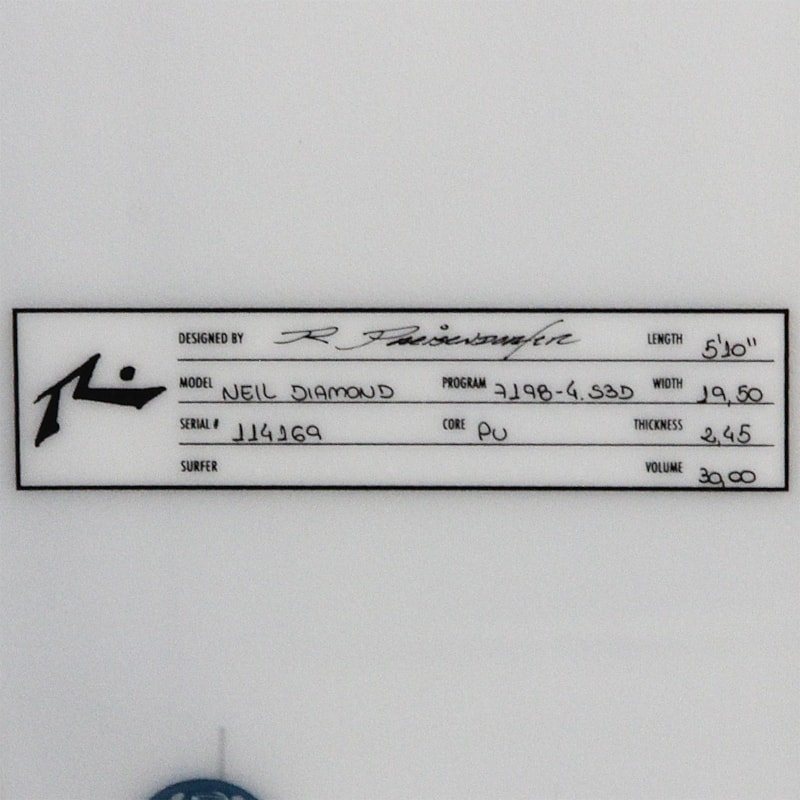 DESIGNED BY R. Preisendorfer LENGTH 5'10"
MODEL NEIL DIAMOND PROGRAM 7198-4.S3D WIDTH 19,50
SERIAL # 114169 CORE PU THICKNESS 2,45
SURFER VOLUME 30,00